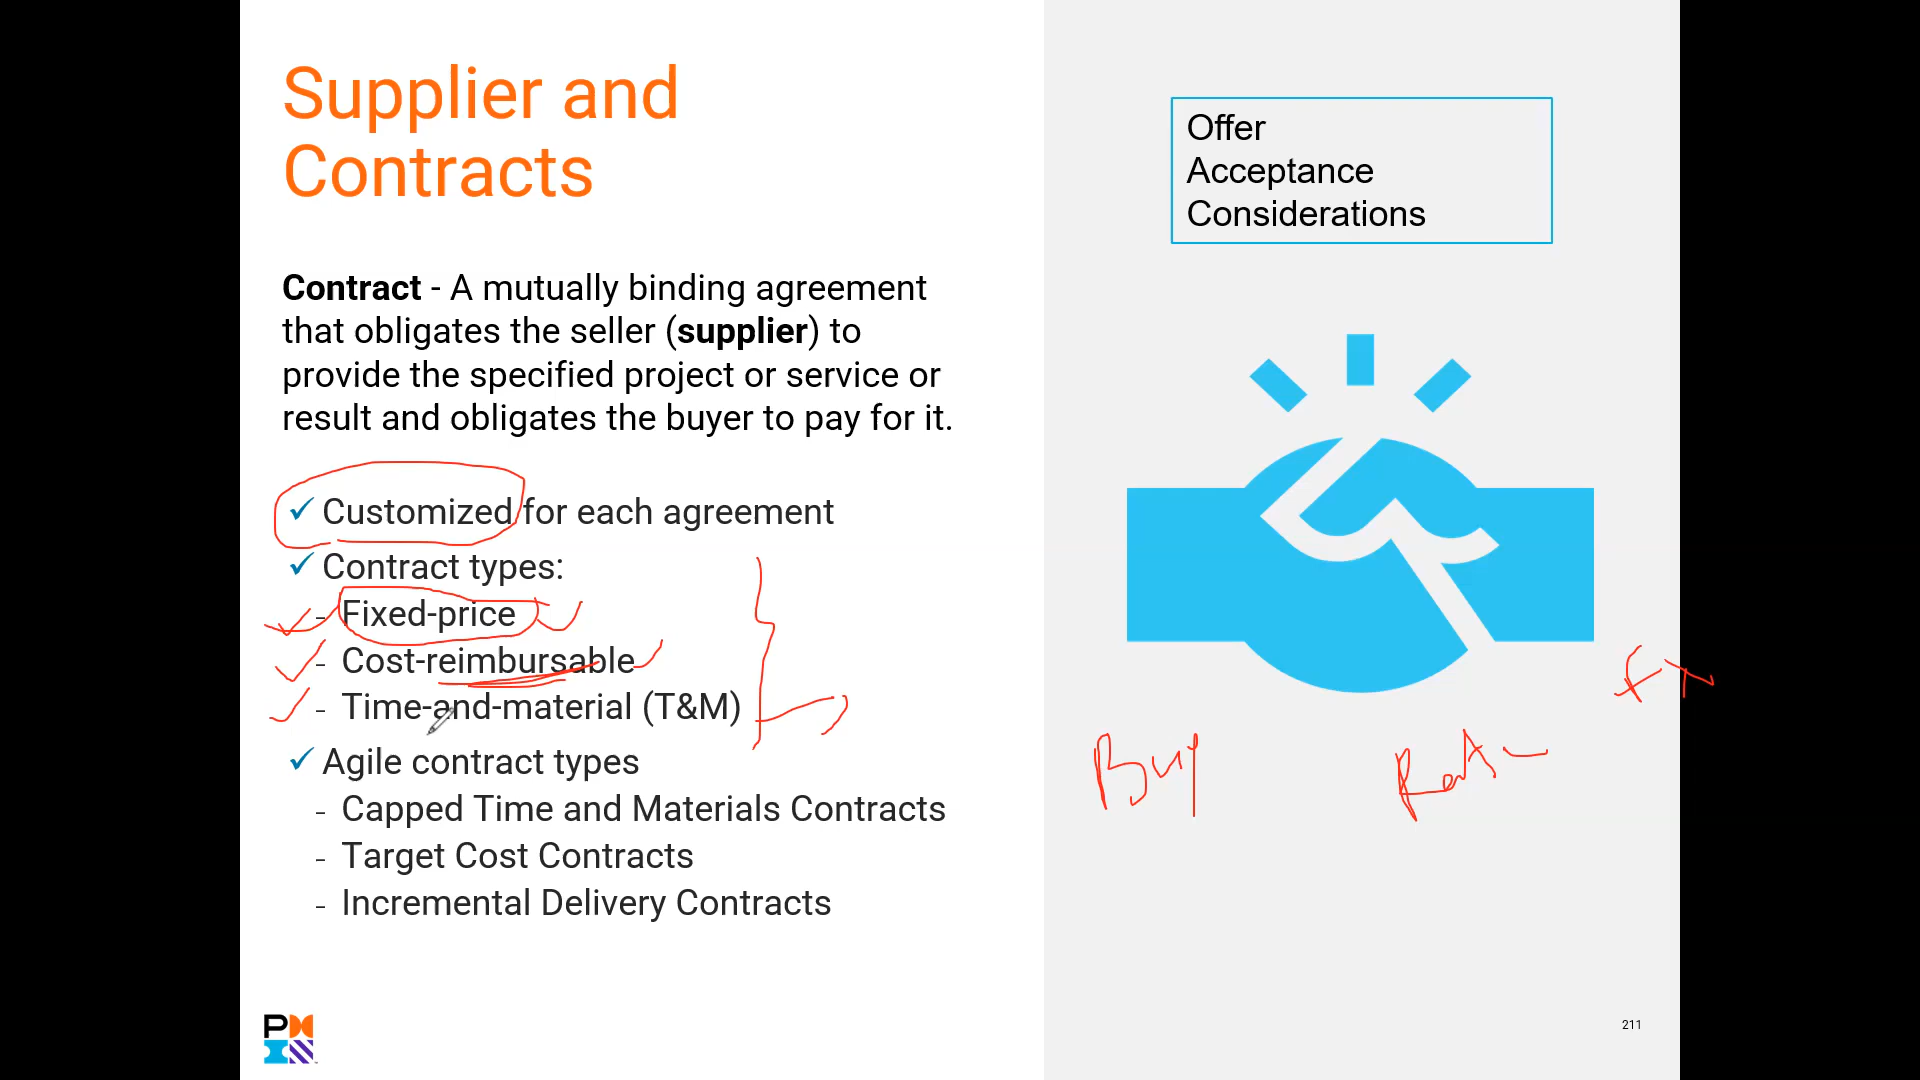 Supplier and
Contracts
Contract - A mutually binding agreement
that obligates the seller (supplier) to
provide the specified project or service or
result and obligates the buyer to pay for it.
✓ Customized for each agreement
✓ Contract types:
- Fixed-price
- Cost-reimbursable
- Time-and-material (T&M)
✓ Agile contract types
- Capped Time and Materials Contracts
- Target Cost Contracts
- Incremental Delivery Contracts
Offer
Acceptance
Considerations
Buy
211